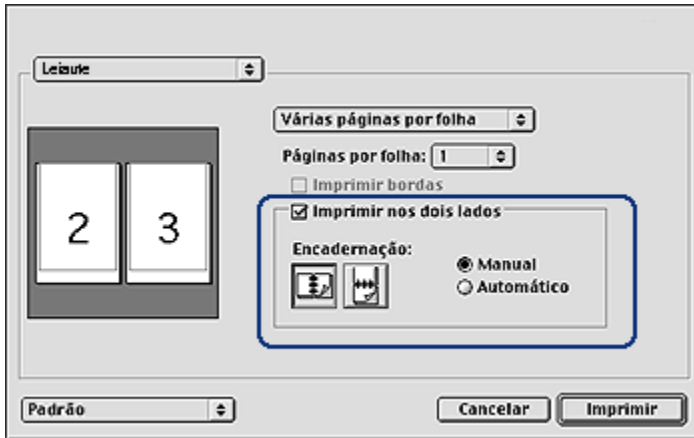 Leiaute
Várias páginas por folha
Páginas por folha: 1
Imprimir bordas
Imprimir nos dois lados
2 3
Encadernação:
Manual
Automático
Padrão
Cancelar Imprimir